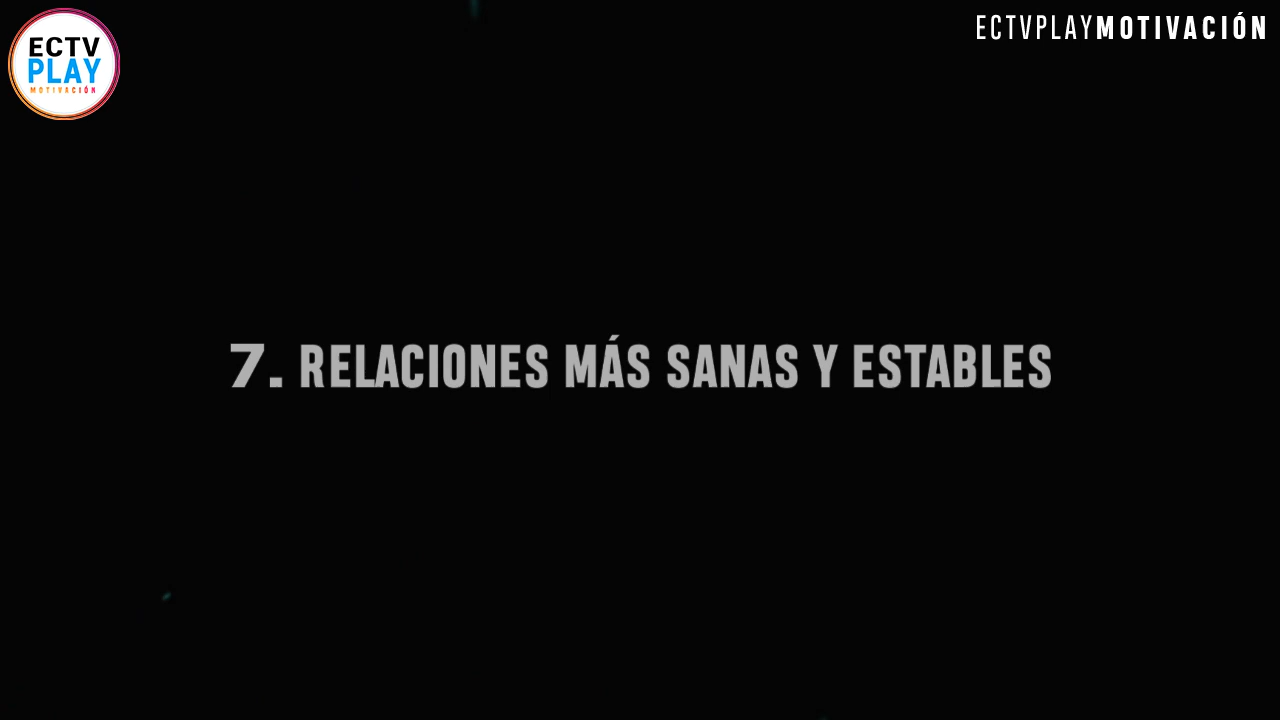 ECTV
PLAY
MOTIVACIÓN
ECTVPLAYMOTIVACIÓN
7. RELACIONES MÁS SANAS Y ESTABLES